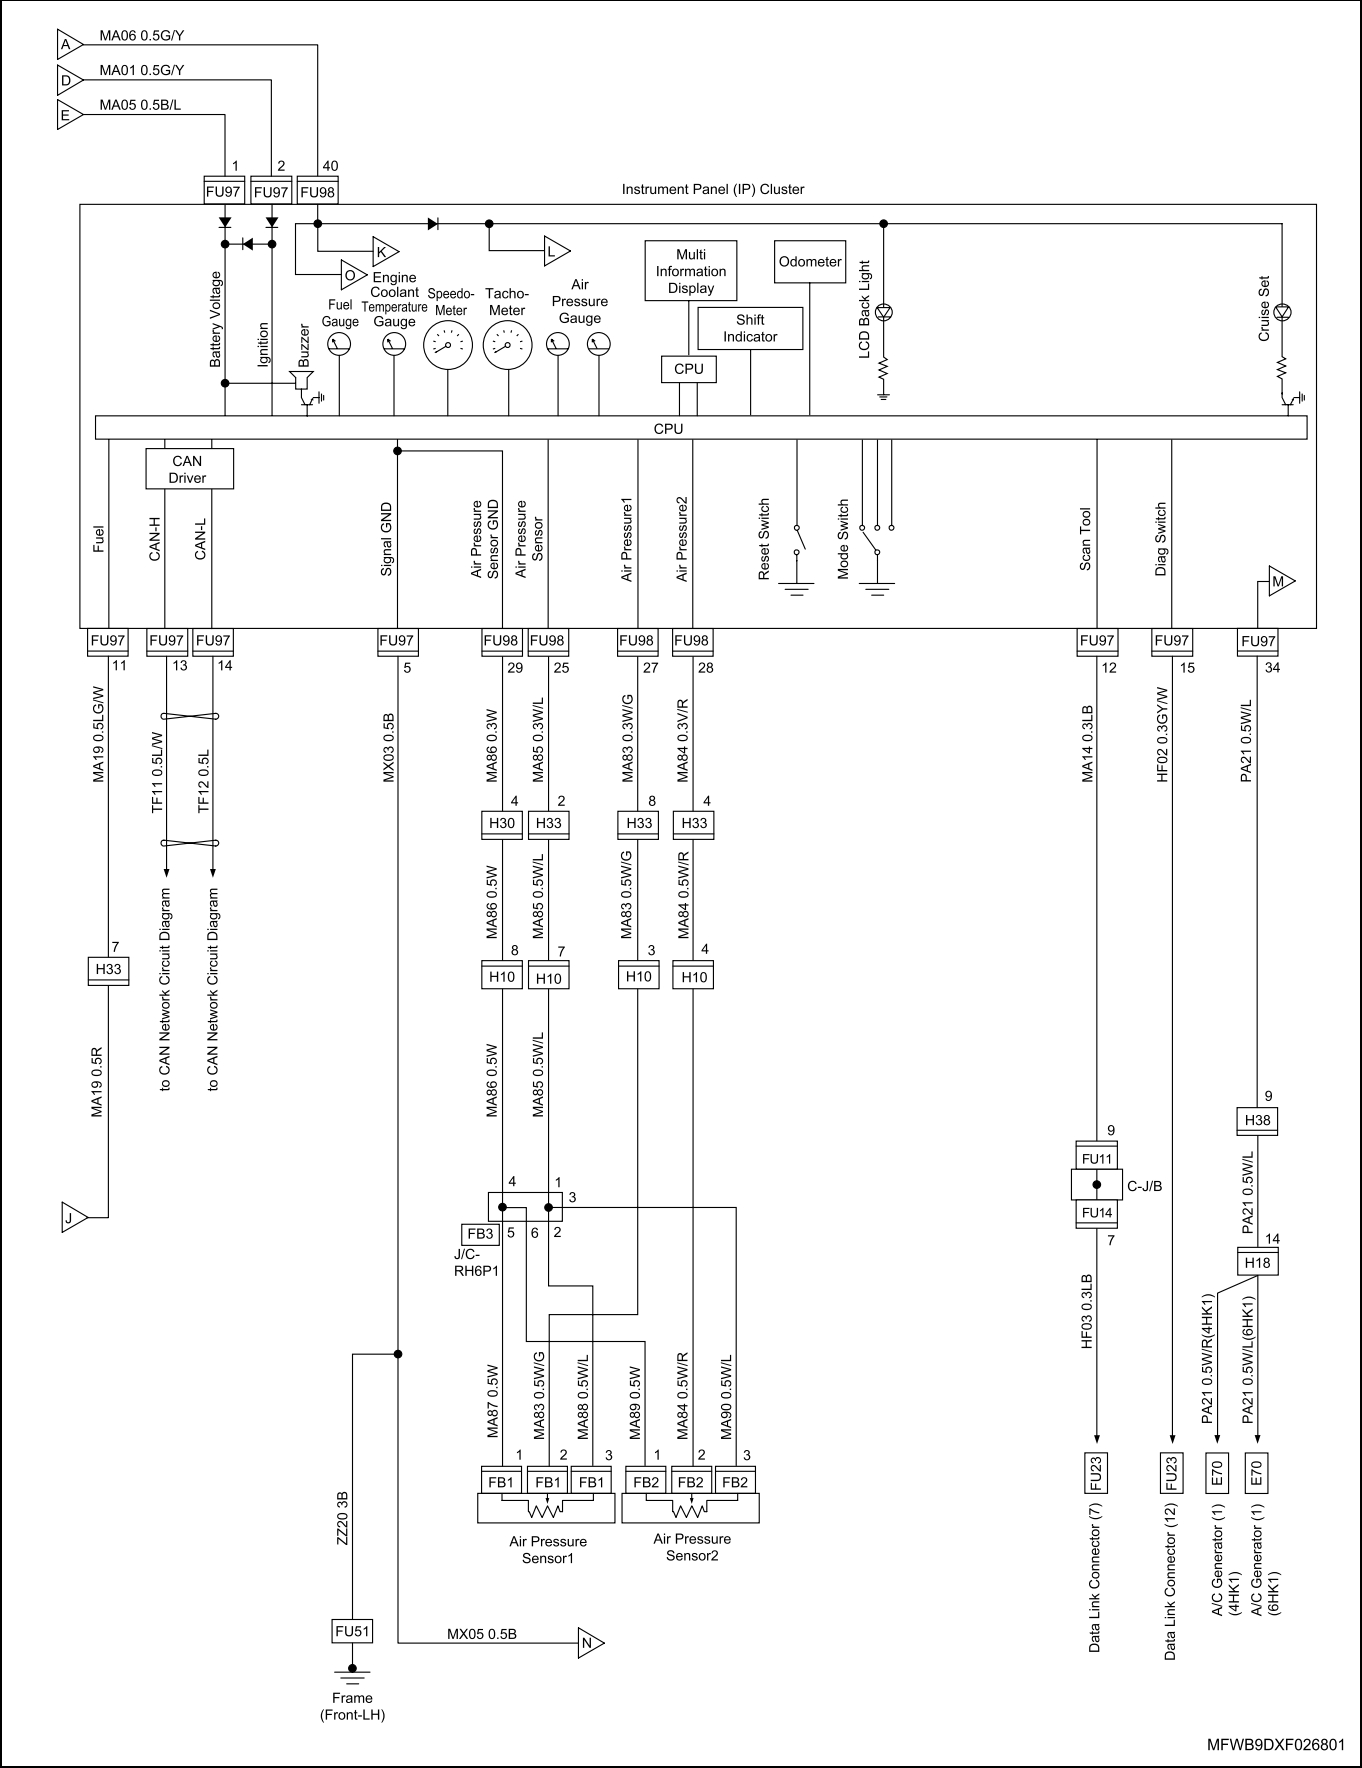 A
MA06 0.5G/Y
D
MA01 0.5G/Y
E
MA05 0.5B/L
1
2
40
FU97
FU97
FU98
Instrument Panel (IP) Cluster
K
L
O
Battery Voltage
Ignition
Buzzer
Fuel
Gauge
Engine
Coolant
Temperature
Gauge
Speedo-
Meter
Tacho-
Meter
Air
Pressure
Gauge
Multi
Information
Display
CPU
Shift
Indicator
Odometer
LCD Back Light
Cruise Set
CPU
CAN
Driver
Fuel
CAN-H
CAN-L
Signal GND
Air Pressure
Sensor GND
Air Pressure
Sensor
Air Pressure1
Air Pressure2
Reset Switch
Mode Switch
Scan Tool
Diag Switch
M
FU97
FU97
FU97
FU97
FU98
FU98
FU98
FU98
FU97
FU97
FU97
11
13
14
5
29
25
27
28
12
15
34
MA19 0.5LG/W
TF11 0.5L/W
TF12 0.5L
MX03 0.5B
MA86 0.3W
MA85 0.3W/L
MA83 0.3W/G
MA84 0.3V/R
MA14 0.3LB
HF02 0.3GY/W
PA21 0.5W/L
4
2
8
4
H30
H33
H33
H33
MA86 0.5W
MA85 0.5W/L
MA83 0.5W/G
MA84 0.5W/R
to CAN Network Circuit Diagram
to CAN Network Circuit Diagram
7
H33
8
7
3
4
H10
H10
H10
H10
MA19 0.5R
MA86 0.5W
MA85 0.5W/L
9
H38
9
FU11
C-J/B
FU14
7
PA21 0.5W/L
J
4
1
3
FB3
5
6
2
J/C-
RH6P1
14
H18
HF03 0.3LB
PA21 0.5W/R(4HK1)
PA21 0.5W/L(6HK1)
MA87 0.5W
MA83 0.5W/G
MA88 0.5W/L
MA89 0.5W
MA84 0.5W/R
MA90 0.5W/L
1
2
3
1
2
3
FB1
FB1
FB1
FB2
FB2
FB2
FU23
FU23
E70
E70
Air Pressure
Sensor1
Air Pressure
Sensor2
Data Link Connector (7)
Data Link Connector (12)
A/C Generator (1)
(4HK1)
A/C Generator (1)
(6HK1)
ZZ20 3B
FU51
MX05 0.5B
N
Frame
(Front-LH)
MFWB9DXF026801